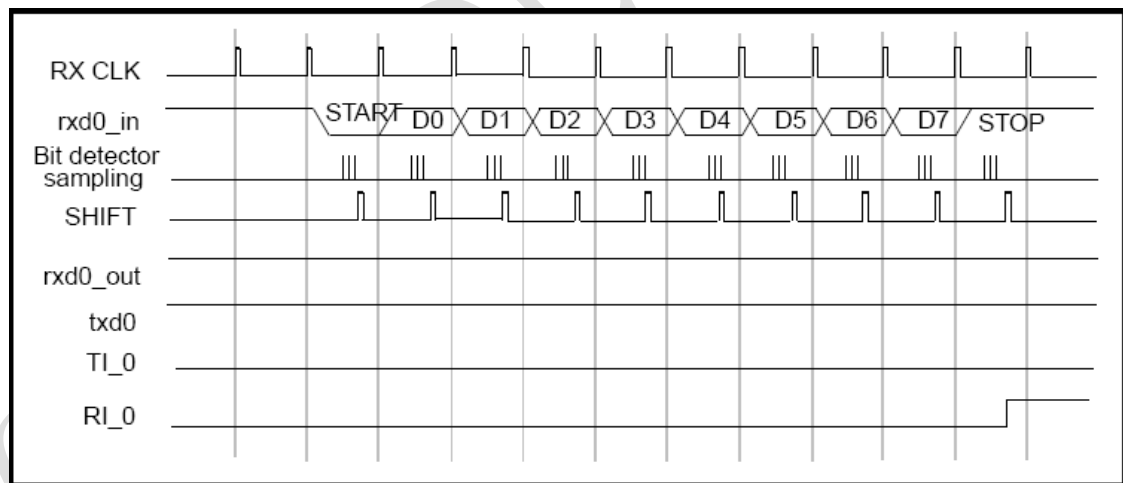 RX CLK
rxd0_in START D0 D1 D2 D3 D4 D5 D6 D7 STOP
Bit detector
sampling
SHIFT
rxd0_out
txd0
TI_0
RI_0